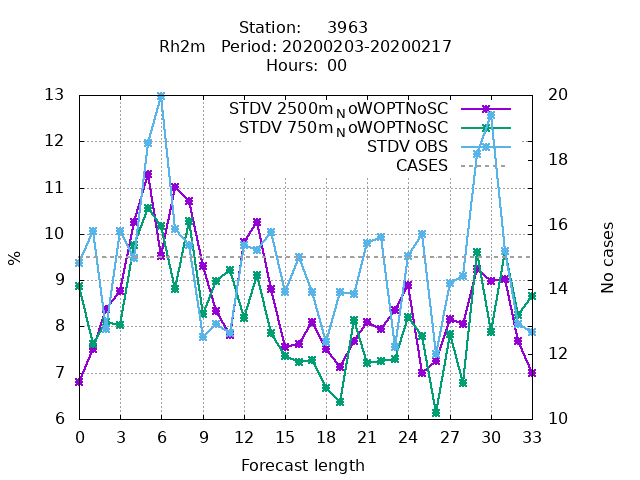 Station: 3963
Rh2m Period: 20200203-20200217
Hours: 00
STDV 2500mNoWOPTNoSC
STDV 750mNoWOPTNoSC
STDV OBS
CASES
13
12
11
10
9
8
7
6
%
20
18
16
14
12
10
No cases
0 3 6 9 12 15 18 21 24 27 30 33
Forecast length